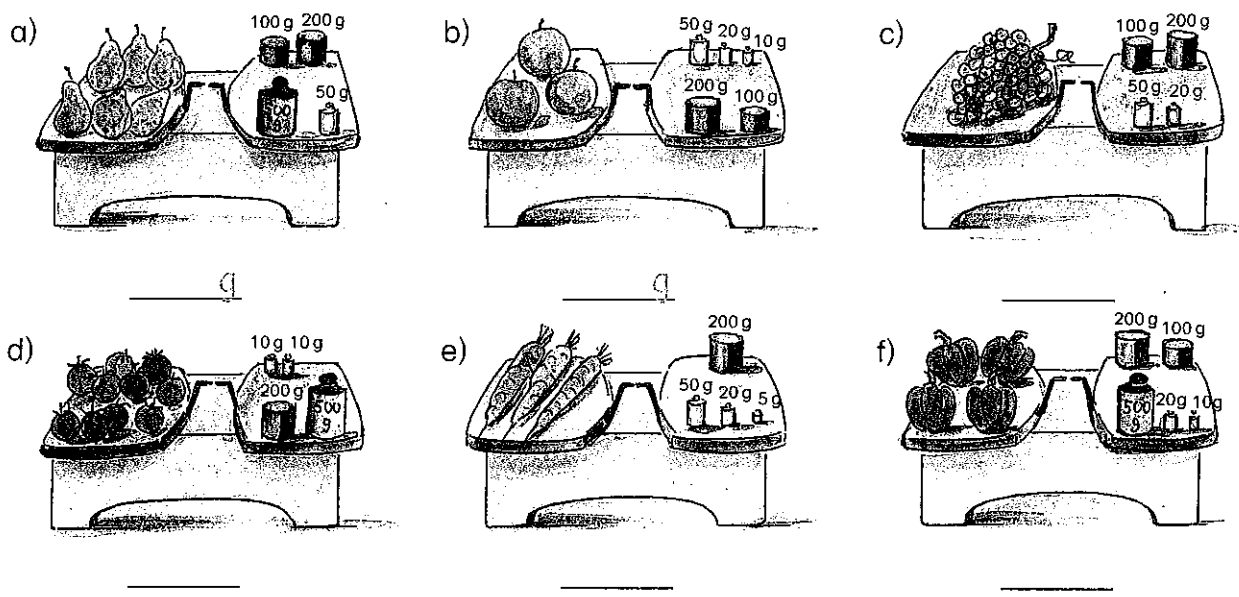 a)
100 g 200 g
500 g
50 g
b)
50 g 20 g 10 g
200 g
100 g
c)
100 g 200 g
50 g 20 g
g
g
d)
10 g 10 g
200 g
500 g
e)
200 g
50 g 20 g 5 g
f)
200 g 100 g
500 g
20 g 10 g